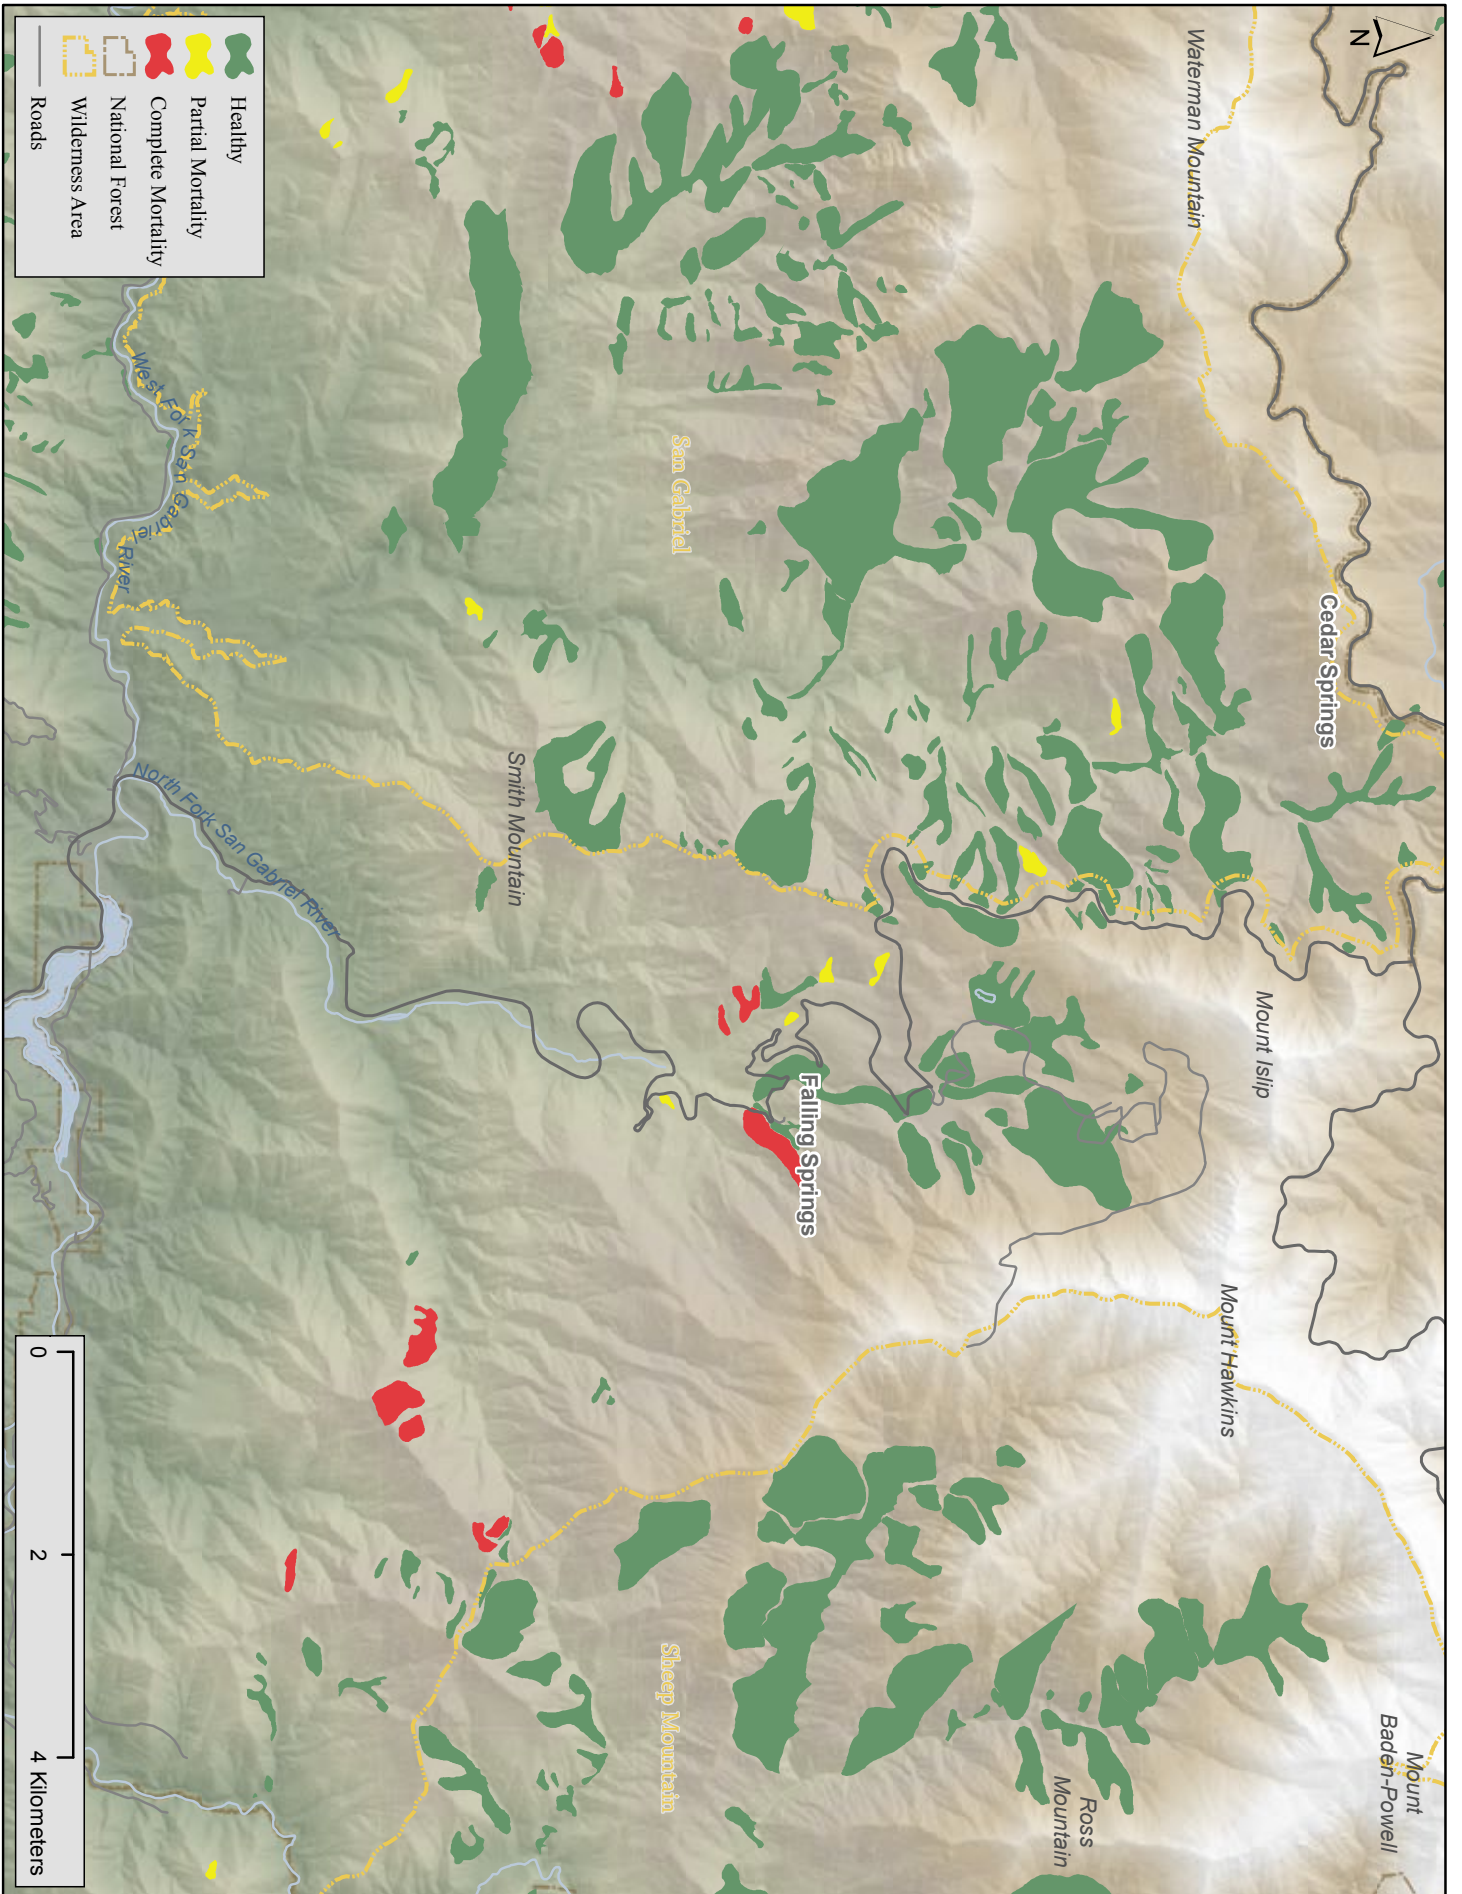 N
Waterman Mountain
Cedar Springs
Mount Islip
Mount Hawkins
Mount
Baden-Powell
Ross
Mountain
San Gabriel
Falling Springs
Sheep Mountain
Smith Mountain
West Fork San Gabriel River
North Fork San Gabriel River
Healthy
Partial Mortality
Complete Mortality
National Forest
Wilderness Area
Roads
0 2 4 Kilometers